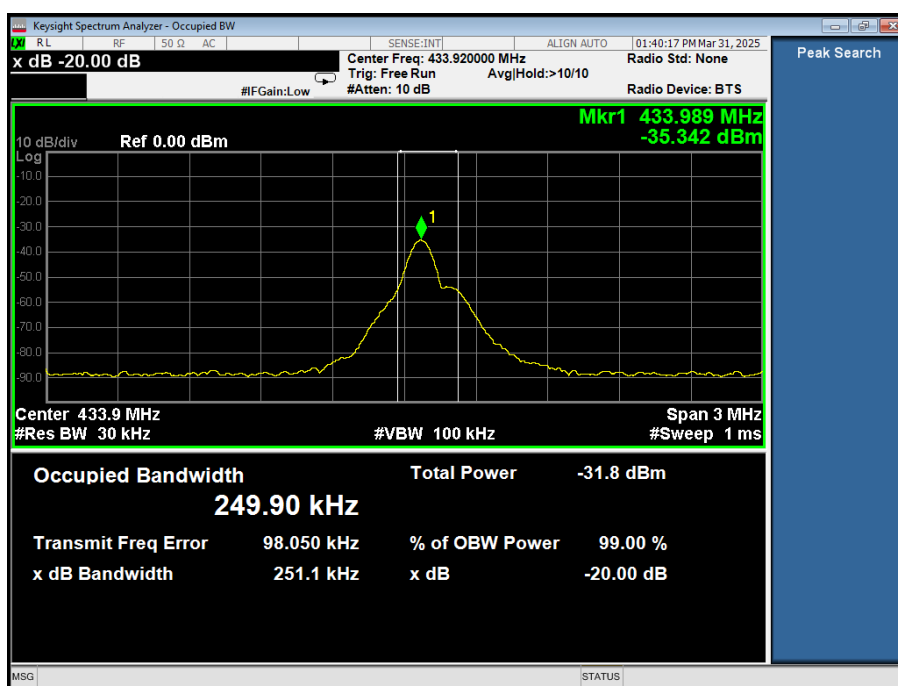 Keysight Spectrum Analyzer - Occupied BW
LXI RL RF 50 Ω AC SENSE:INT ALIGN AUTO 01:40:17 PM Mar 31, 2025
x dB -20.00 dB
Center Freq: 433.920000 MHz
Radio Std: None
Trig: Free Run Avg|Hold:>10/10
#IFGain:Low
#Atten: 10 dB
Radio Device: BTS
Peak Search
Mkr1 433.989 MHz
-35.342 dBm
10 dB/div Ref 0.00 dBm
Log
-10.0
-20.0
-30.0
1
-40.0
-50.0
-60.0
-70.0
-80.0
-90.0
Center 433.9 MHz Span 3 MHz
#Res BW 30 kHz #VBW 100 kHz #Sweep 1 ms
Occupied Bandwidth
249.90 kHz
Total Power -31.8 dBm
Transmit Freq Error 98.050 kHz % of OBW Power 99.00 %
x dB Bandwidth 251.1 kHz x dB -20.00 dB
MSG STATUS